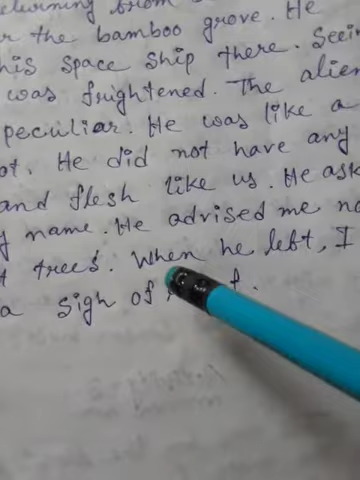 returning from
the bamboo grove. He
his space ship there. Seein
was frightened. The alien
peculiar. He was like a
ot. He did not have any
and flesh like us. He ask
name. He advised me no
t trees. When he left, I
a sigh of